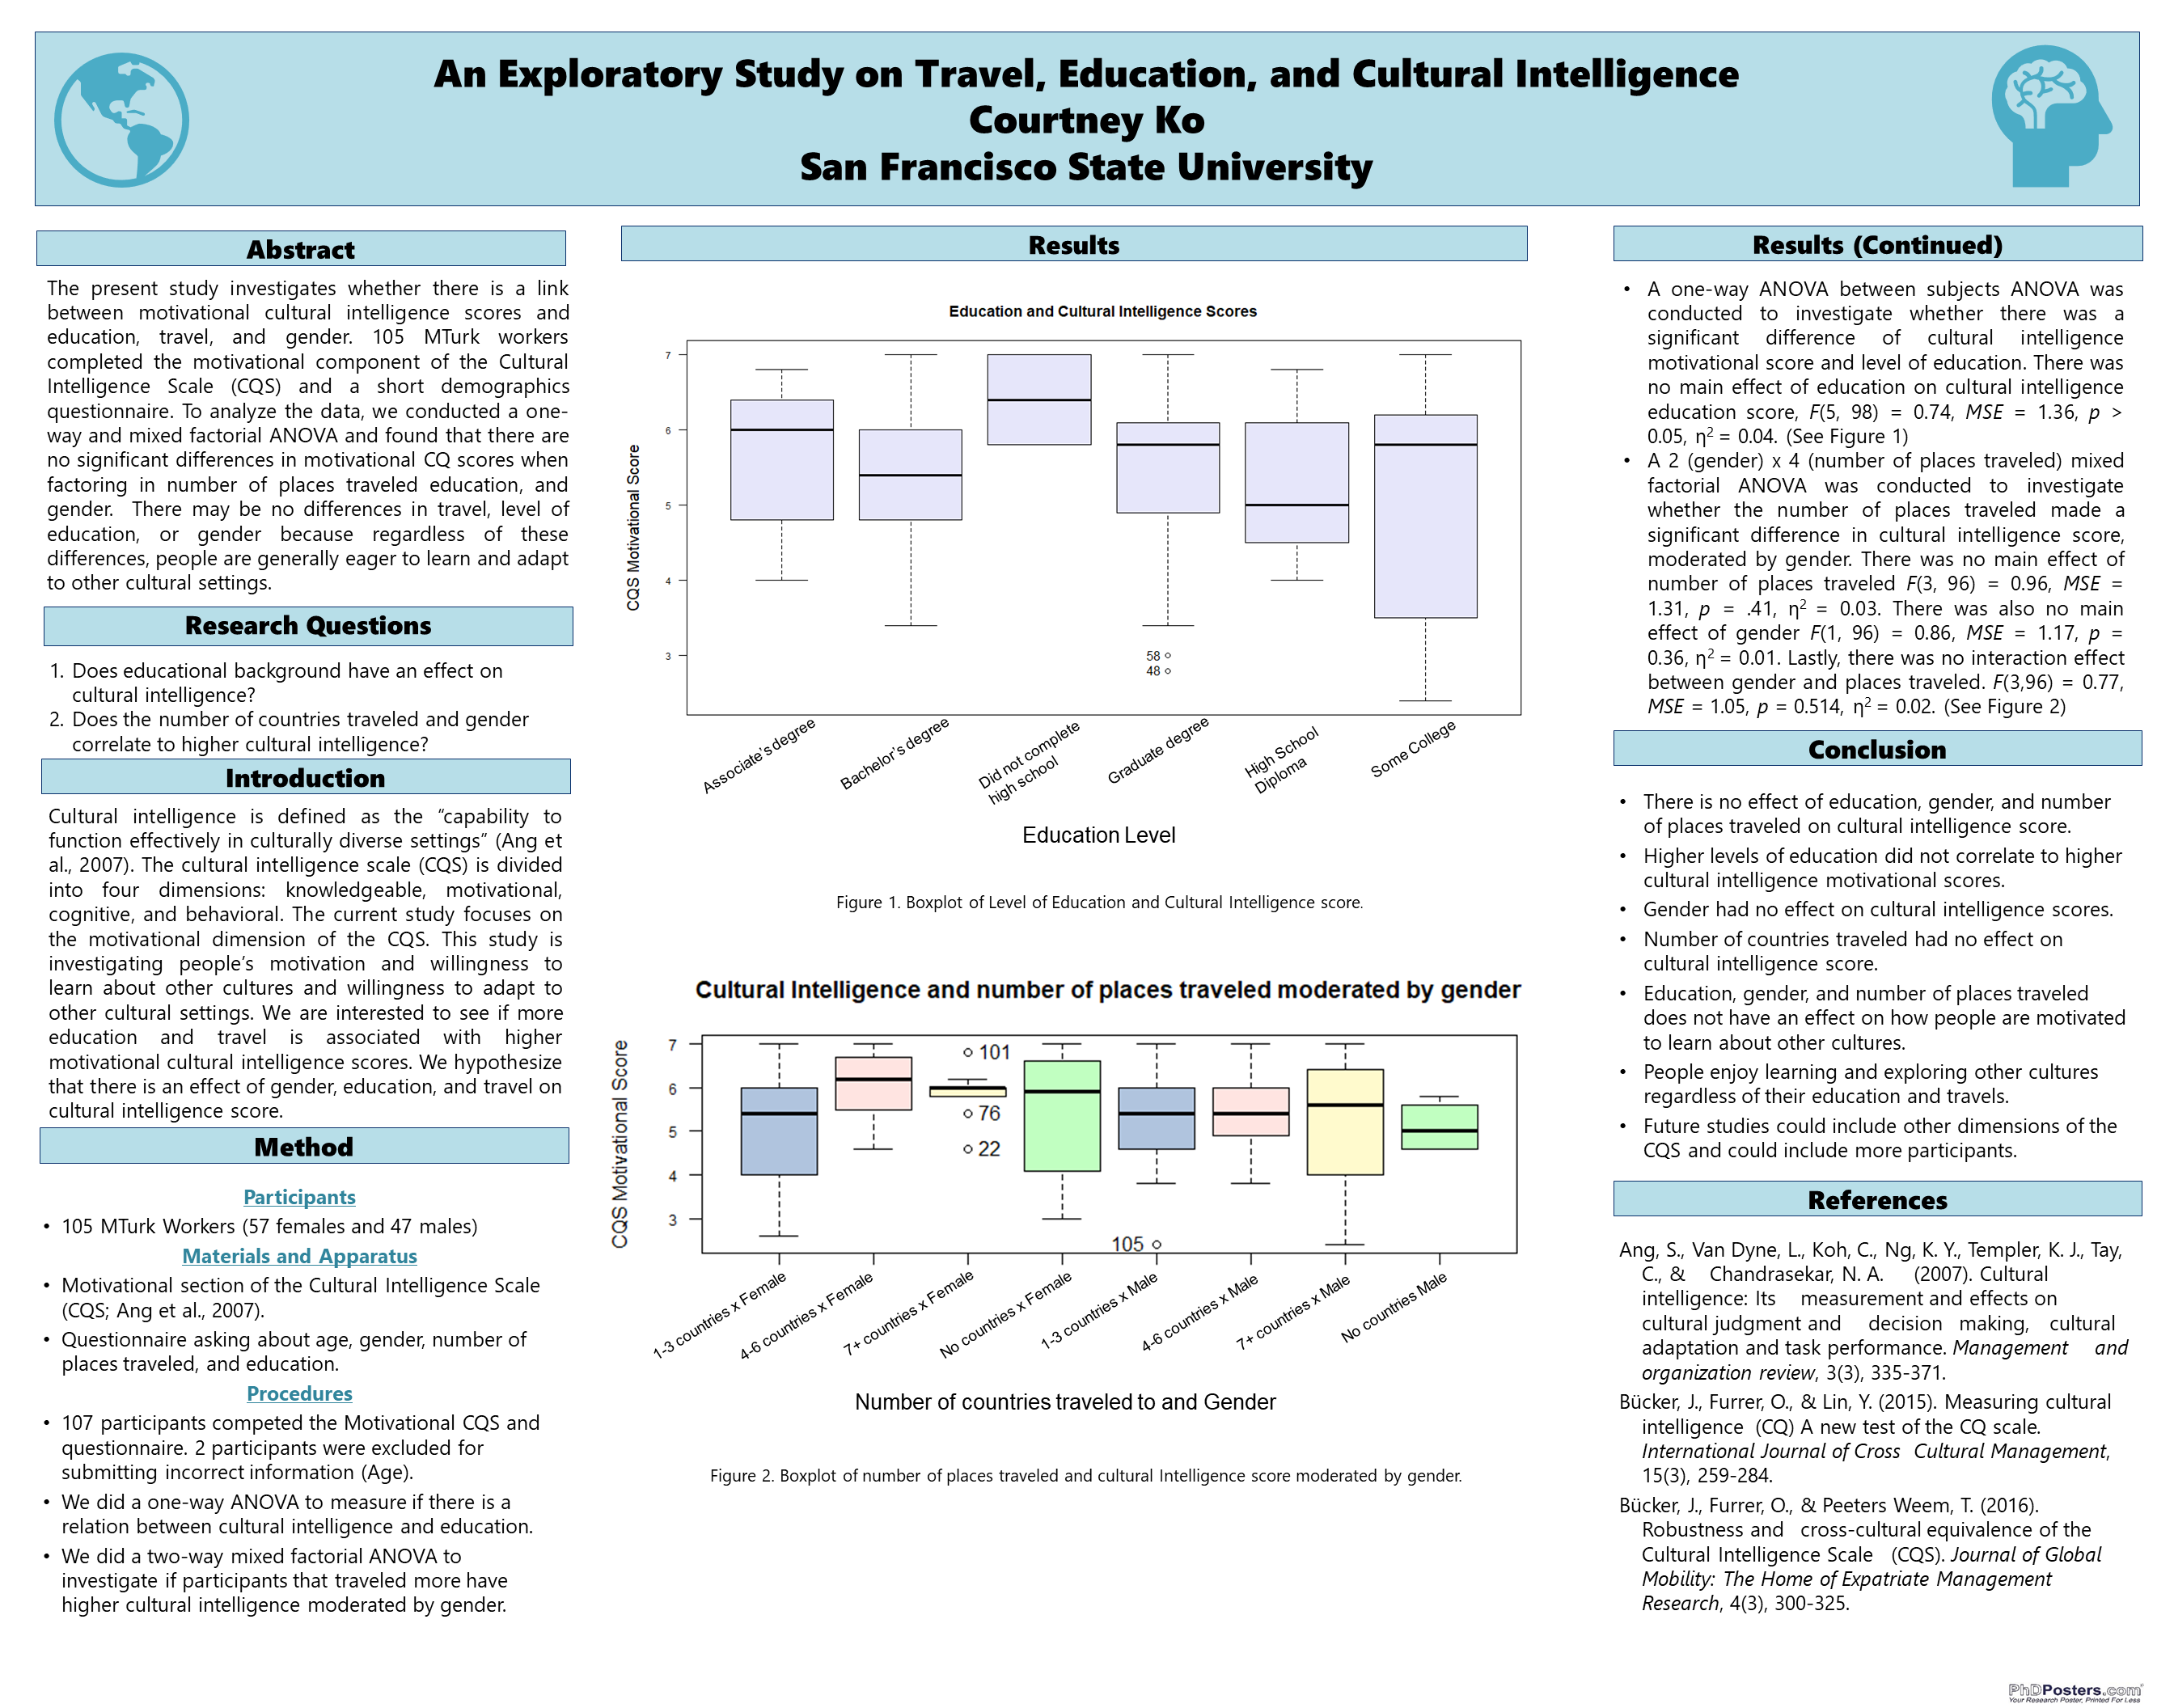 An Exploratory Study on Travel, Education, and Cultural Intelligence
Courtney Ko
San Francisco State University
Abstract
The present study investigates whether there is a link
between motivational cultural intelligence scores and
education, travel, and gender. 105 MTurk workers
completed the motivational component of the Cultural
Intelligence Scale (CQS) and a short demographics
questionnaire. To analyze the data, we conducted a one-
way and mixed factorial ANOVA and found that there are
no significant differences in motivational CQ scores when
factoring in number of places traveled education, and
gender. There may be no differences in travel, level of
education, or gender because regardless of these
differences, people are generally eager to learn and adapt
to other cultural settings.
Research Questions
1. Does educational background have an effect on
cultural intelligence?
2. Does the number of countries traveled and gender
correlate to higher cultural intelligence?
Introduction
Cultural intelligence is defined as the “capability to
function effectively in culturally diverse settings” (Ang et
al., 2007). The cultural intelligence scale (CQS) is divided
into four dimensions: knowledgeable, motivational,
cognitive, and behavioral. The current study focuses on
the motivational dimension of the CQS. This study is
investigating people’s motivation and willingness to
learn about other cultures and willingness to adapt to
other cultural settings. We are interested to see if more
education and travel is associated with higher
motivational cultural intelligence scores. We hypothesize
that there is an effect of gender, education, and travel on
cultural intelligence score.
Method
Participants
• 105 MTurk Workers (57 females and 47 males)
Materials and Apparatus
• Motivational section of the Cultural Intelligence Scale
(CQS; Ang et al., 2007).
• Questionnaire asking about age, gender, number of
places traveled, and education.
Procedures
• 107 participants competed the Motivational CQS and
questionnaire. 2 participants were excluded for
submitting incorrect information (Age).
• We did a one-way ANOVA to measure if there is a
relation between cultural intelligence and education.
• We did a two-way mixed factorial ANOVA to
investigate if participants that traveled more have
higher cultural intelligence moderated by gender.
Results
Education and Cultural Intelligence Scores
CQS Motivational Score
7
6
5
4
3
58
48
Associate's degree
Bachelor's degree
Did not complete
high school
Graduate degree
High School
Diploma
Some College
Education Level
Figure 1. Boxplot of Level of Education and Cultural Intelligence score.
Cultural Intelligence and number of places traveled moderated by gender
CQS Motivational Score
7
6
5
4
3
101
76
22
105
1-3 countries x Female
4-6 countries x Female
7+ countries x Female
No countries x Female
1-3 countries x Male
4-6 countries x Male
7+ countries x Male
No countries Male
Number of countries traveled to and Gender
Figure 2. Boxplot of number of places traveled and cultural Intelligence score moderated by gender.
Results (Continued)
• A one-way ANOVA between subjects ANOVA was
conducted to investigate whether there was a
significant difference of cultural intelligence
motivational score and level of education. There was
no main effect of education on cultural intelligence
education score, F(5, 98) = 0.74, MSE = 1.36, p >
0.05, η² = 0.04. (See Figure 1)
• A 2 (gender) x 4 (number of places traveled) mixed
factorial ANOVA was conducted to investigate
whether the number of places traveled made a
significant difference in cultural intelligence score,
moderated by gender. There was no main effect of
number of places traveled F(3, 96) = 0.96, MSE =
1.31, p = .41, η² = 0.03. There was also no main
effect of gender F(1, 96) = 0.86, MSE = 1.17, p =
0.36, η² = 0.01. Lastly, there was no interaction effect
between gender and places traveled. F(3,96) = 0.77,
MSE = 1.05, p = 0.514, η² = 0.02. (See Figure 2)
Conclusion
• There is no effect of education, gender, and number
of places traveled on cultural intelligence score.
• Higher levels of education did not correlate to higher
cultural intelligence motivational scores.
• Gender had no effect on cultural intelligence scores.
• Number of countries traveled had no effect on
cultural intelligence score.
• Education, gender, and number of places traveled
does not have an effect on how people are motivated
to learn about other cultures.
• People enjoy learning and exploring other cultures
regardless of their education and travels.
• Future studies could include other dimensions of the
CQS and could include more participants.
References
Ang, S., Van Dyne, L., Koh, C., Ng, K. Y., Templer, K. J., Tay,
C., & Chandrasekar, N. A. (2007). Cultural
intelligence: Its measurement and effects on
cultural judgment and decision making, cultural
adaptation and task performance. Management and
organization review, 3(3), 335-371.
Bücker, J., Furrer, O., & Lin, Y. (2015). Measuring cultural
intelligence (CQ) A new test of the CQ scale.
International Journal of Cross Cultural Management,
15(3), 259-284.
Bücker, J., Furrer, O., & Peeters Weem, T. (2016).
Robustness and cross-cultural equivalence of the
Cultural Intelligence Scale (CQS). Journal of Global
Mobility: The Home of Expatriate Management
Research, 4(3), 300-325.
PhDPosters.com
Your Research Poster, Printed For Less